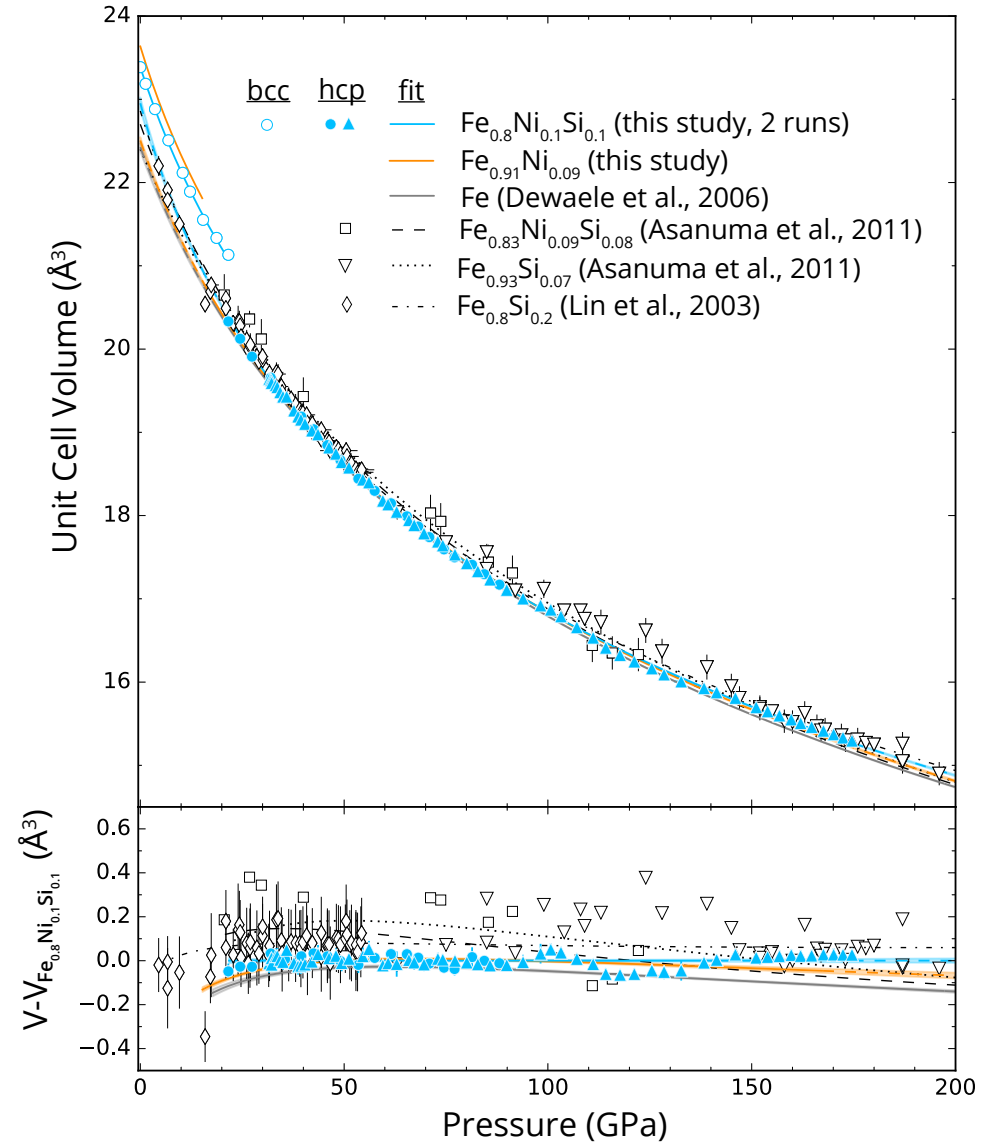 24
22
20
18
16
Unit Cell Volume (Å³)
bcc hcp fit
Fe₀.₈Ni₀.₁Si₀.₁ (this study, 2 runs)
Fe₀.₉₁Ni₀.₀₉ (this study)
Fe (Dewaele et al., 2006)
Fe₀.₈₃Ni₀.₀₉Si₀.₀₈ (Asanuma et al., 2011)
Fe₀.₉₃Si₀.₀₇ (Asanuma et al., 2011)
Fe₀.₈Si₀.₂ (Lin et al., 2003)
0.6
0.4
0.2
0.0
−0.2
−0.4
V-V Fe₀.₈Ni₀.₁Si₀.₁ (Å³)
0 50 100 150 200
Pressure (GPa)